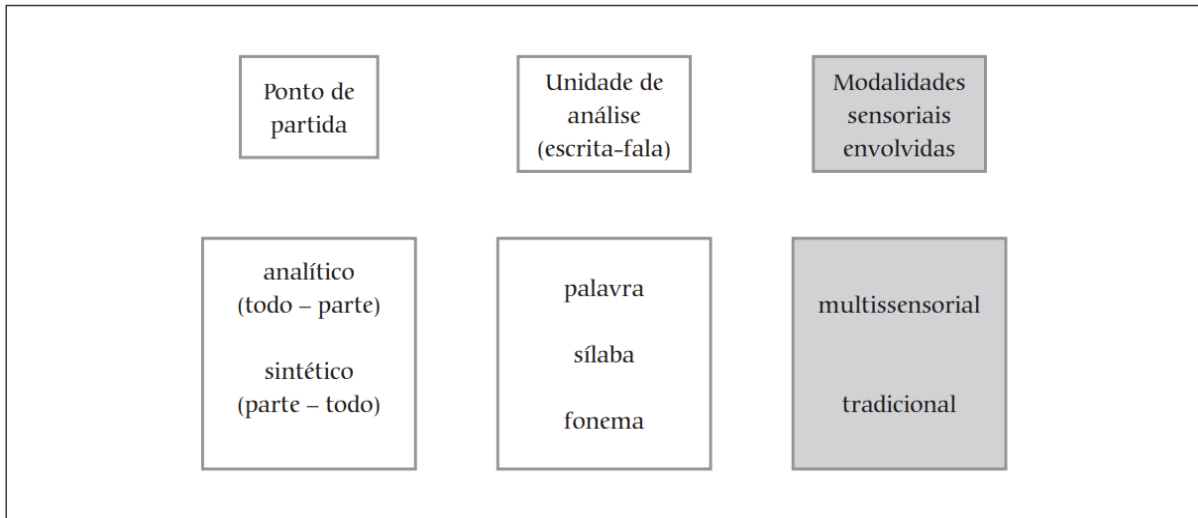 Ponto de
partida
Unidade de
análise
(escrita-fala)
Modalidades
sensoriais
envolvidas
analítico
(todo – parte)
sintético
(parte – todo)
palavra
sílaba
fonema
multissensorial
tradicional